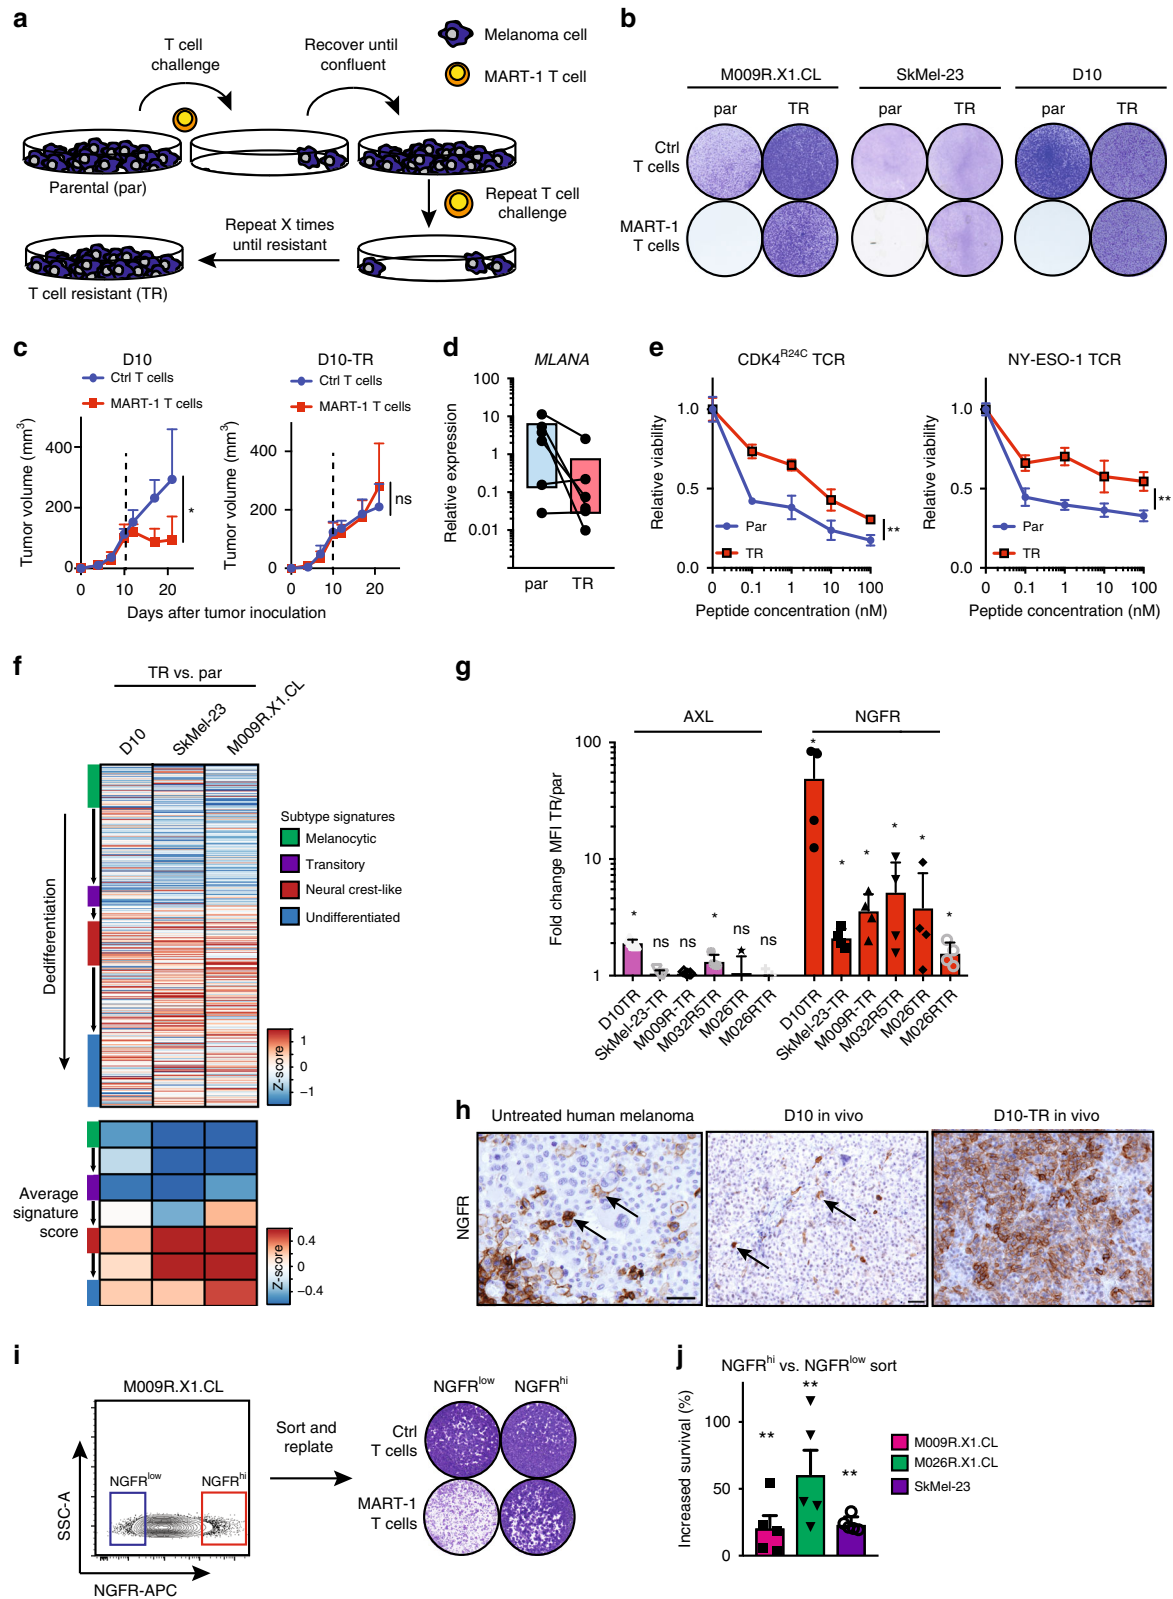 a
T cell
challenge
Recover until
confluent
Melanoma cell
MART-1 T cell
Parental (par)
Repeat T cell
challenge
Repeat X times
until resistant
T cell resistant (TR)
b
M009R.X1.CL
SkMel-23
D10
par
TR
par
TR
par
TR
Ctrl
T cells
MART-1
T cells
c
D10
Ctrl T cells
MART-1 T cells
Tumor volume (mm3)
400
200
0
*
0
10
20
D10-TR
Ctrl T cells
MART-1 T cells
Tumor volume (mm3)
400
200
0
ns
0
10
20
Days after tumor inoculation
d
MLANA
Relative expression
100
10
1
0.1
0.01
par
TR
e
CDK4R24C TCR
Relative viability
1.0
0.5
0.0
Par
TR
**
0
0.1
1
10
100
Peptide concentration (nM)
NY-ESO-1 TCR
Relative viability
1.0
0.5
0.0
Par
TR
**
0
0.1
1
10
100
Peptide concentration (nM)
f
TR vs. par
D10
SkMel-23
M009R.X1.CL
Dedifferentiation
Subtype signatures
Melanocytic
Transitory
Neural crest-like
Undifferentiated
Z-score
1
0
−1
Average
signature
score
Z-score
0.4
0
−0.4
g
AXL
NGFR
Fold change MFI TR/par
100
10
1
*
ns
ns
*
ns
ns
*
*
*
*
*
*
D10TR
SkMel-23-TR
M009R-TR
M032R5TR
M026TR
M026RTR
D10TR
SkMel-23-TR
M009R-TR
M032R5TR
M026TR
M026RTR
h
Untreated human melanoma
D10 in vivo
D10-TR in vivo
NGFR
i
M009R.X1.CL
NGFRlow
NGFRhi
SSC-A
NGFR-APC
Sort and
replate
NGFRlow
NGFRhi
Ctrl
T cells
MART-1
T cells
j
NGFRhi vs. NGFRlow sort
Increased survival (%)
100
50
0
**
**
**
M009R.X1.CL
M026R.X1.CL
SkMel-23